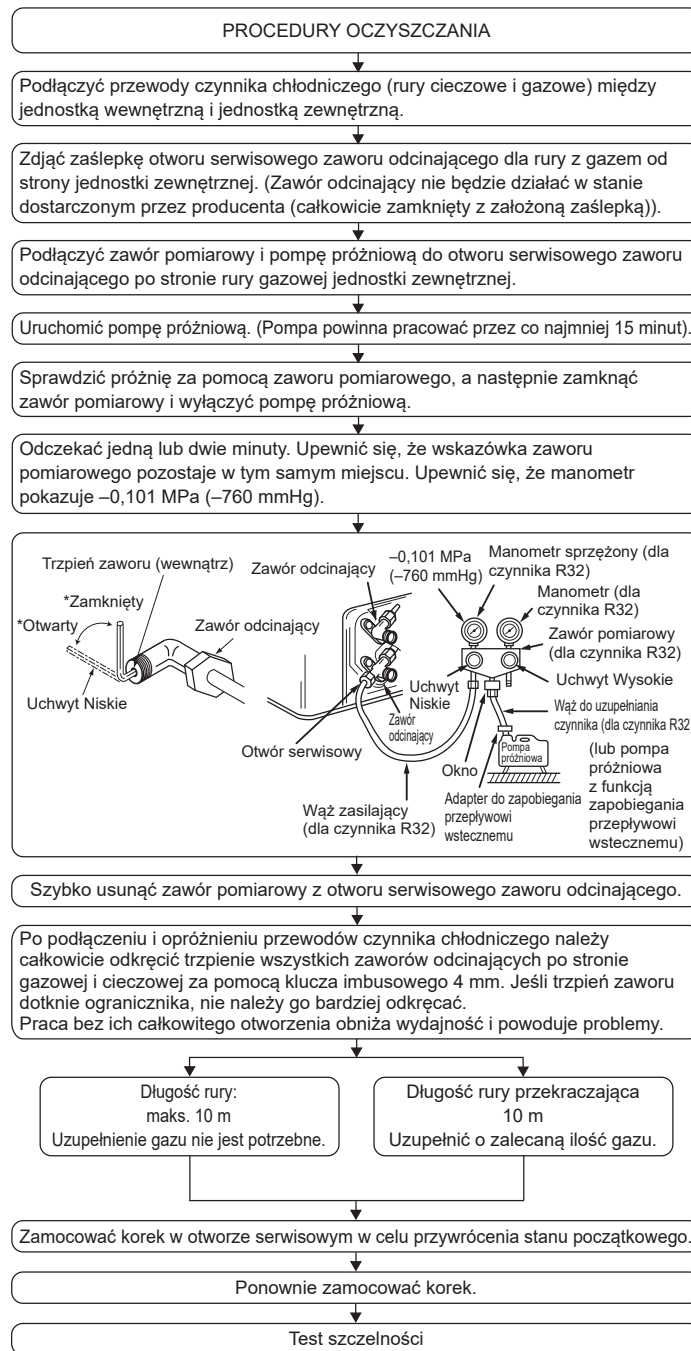 PROCEDURY OCZYSZCZANIA
Podłączyć przewody czynnika chłodniczego (rury cieczowe i gazowe) między
jednostką wewnętrzną i jednostką zewnętrzną.
Zdjąć zaślepkę otworu serwisowego zaworu odcinającego dla rury z gazem od
strony jednostki zewnętrznej. (Zawór odcinający nie będzie działać w stanie
dostarczonym przez producenta (całkowicie zamknięty z założoną zaślepką)).
Podłączyć zawór pomiarowy i pompę próżniową do otworu serwisowego zaworu
odcinającego po stronie rury gazowej jednostki zewnętrznej.
Uruchomić pompę próżniową. (Pompa powinna pracować przez co najmniej 15 minut).
Sprawdzić próżnię za pomocą zaworu pomiarowego, a następnie zamknąć
zawór pomiarowy i wyłączyć pompę próżniową.
Odczekać jedną lub dwie minuty. Upewnić się, że wskazówka zaworu
pomiarowego pozostaje w tym samym miejscu. Upewnić się, że manometr
pokazuje –0,101 MPa (–760 mmHg).
Trzpień zaworu (wewnątrz)
*Zamknięty
*Otwarty
Uchwyt Niskie
Zawór odcinający
Zawór odcinający
Otwór serwisowy
Zawór
odcinający
Wąż zasilający
(dla czynnika R32)
–0,101 MPa
(–760 mmHg)
Manometr sprzężony (dla
czynnika R32)
Manometr (dla
czynnika R32)
Zawór pomiarowy
(dla czynnika R32)
Uchwyt
Niskie
Uchwyt Wysokie
Wąż do uzupełniania
czynnika (dla czynnika R32)
Okno
Pompa
próżniowa
Adapter do zapobiegania
przepływowi
wstecznemu
(lub pompa
próżniowa
z funkcją
zapobiegania
przepływowi
wstecznemu)
Szybko usunąć zawór pomiarowy z otworu serwisowego zaworu odcinającego.
Po podłączeniu i opróżnieniu przewodów czynnika chłodniczego należy
całkowicie odkręcić trzpienie wszystkich zaworów odcinających po stronie
gazowej i cieczowej za pomocą klucza imbusowego 4 mm. Jeśli trzpień zaworu
dotknie ogranicznika, nie należy go bardziej odkręcać.
Praca bez ich całkowitego otworzenia obniża wydajność i powoduje problemy.
Długość rury:
maks. 10 m
Uzupełnienie gazu nie jest potrzebne.
Długość rury przekraczająca
10 m
Uzupełnić o zalecaną ilość gazu.
Zamocować korek w otworze serwisowym w celu przywrócenia stanu początkowego.
Ponownie zamocować korek.
Test szczelności